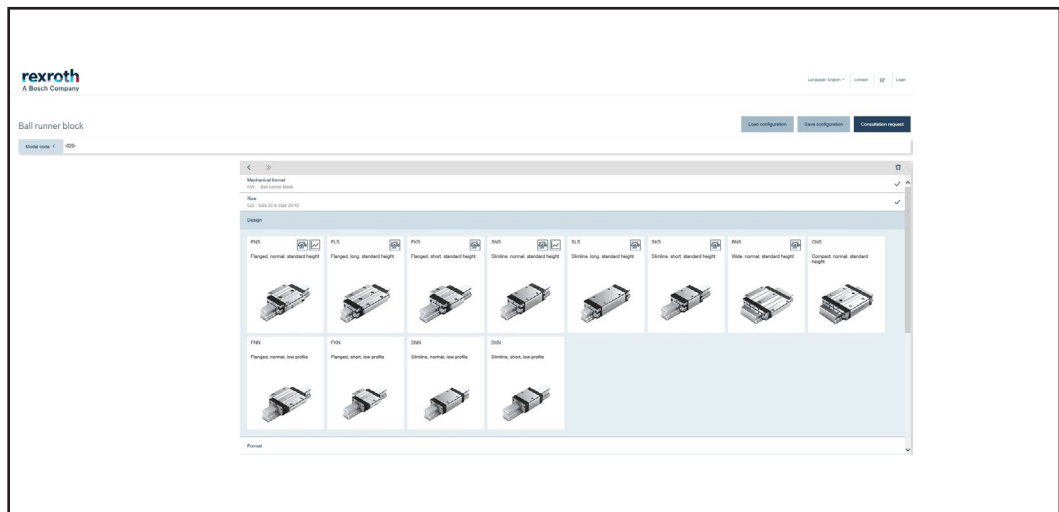 rexroth
A Bosch Company
Language: English
Contact
Login
Ball runner block
Load configuration
Save configuration
Consultation request
Model code <
-020-
Mechanical format
Ball runner block
Size
020 Size 20 & Size 20/40
Design
FNS
Flanged, normal, standard height
FLS
Flanged, long, standard height
FKS
Flanged, short, standard height
SNS
Slimline, normal, standard height
SLS
Slimline, long, standard height
SKS
Slimline, short, standard height
BNS
Wide, normal, standard height
CNS
Compact, normal, standard
height
FNN
Flanged, normal, low profile
FKN
Flanged, short, low profile
SNN
Slimline, normal, low profile
SKN
Slimline, short, low profile
Format